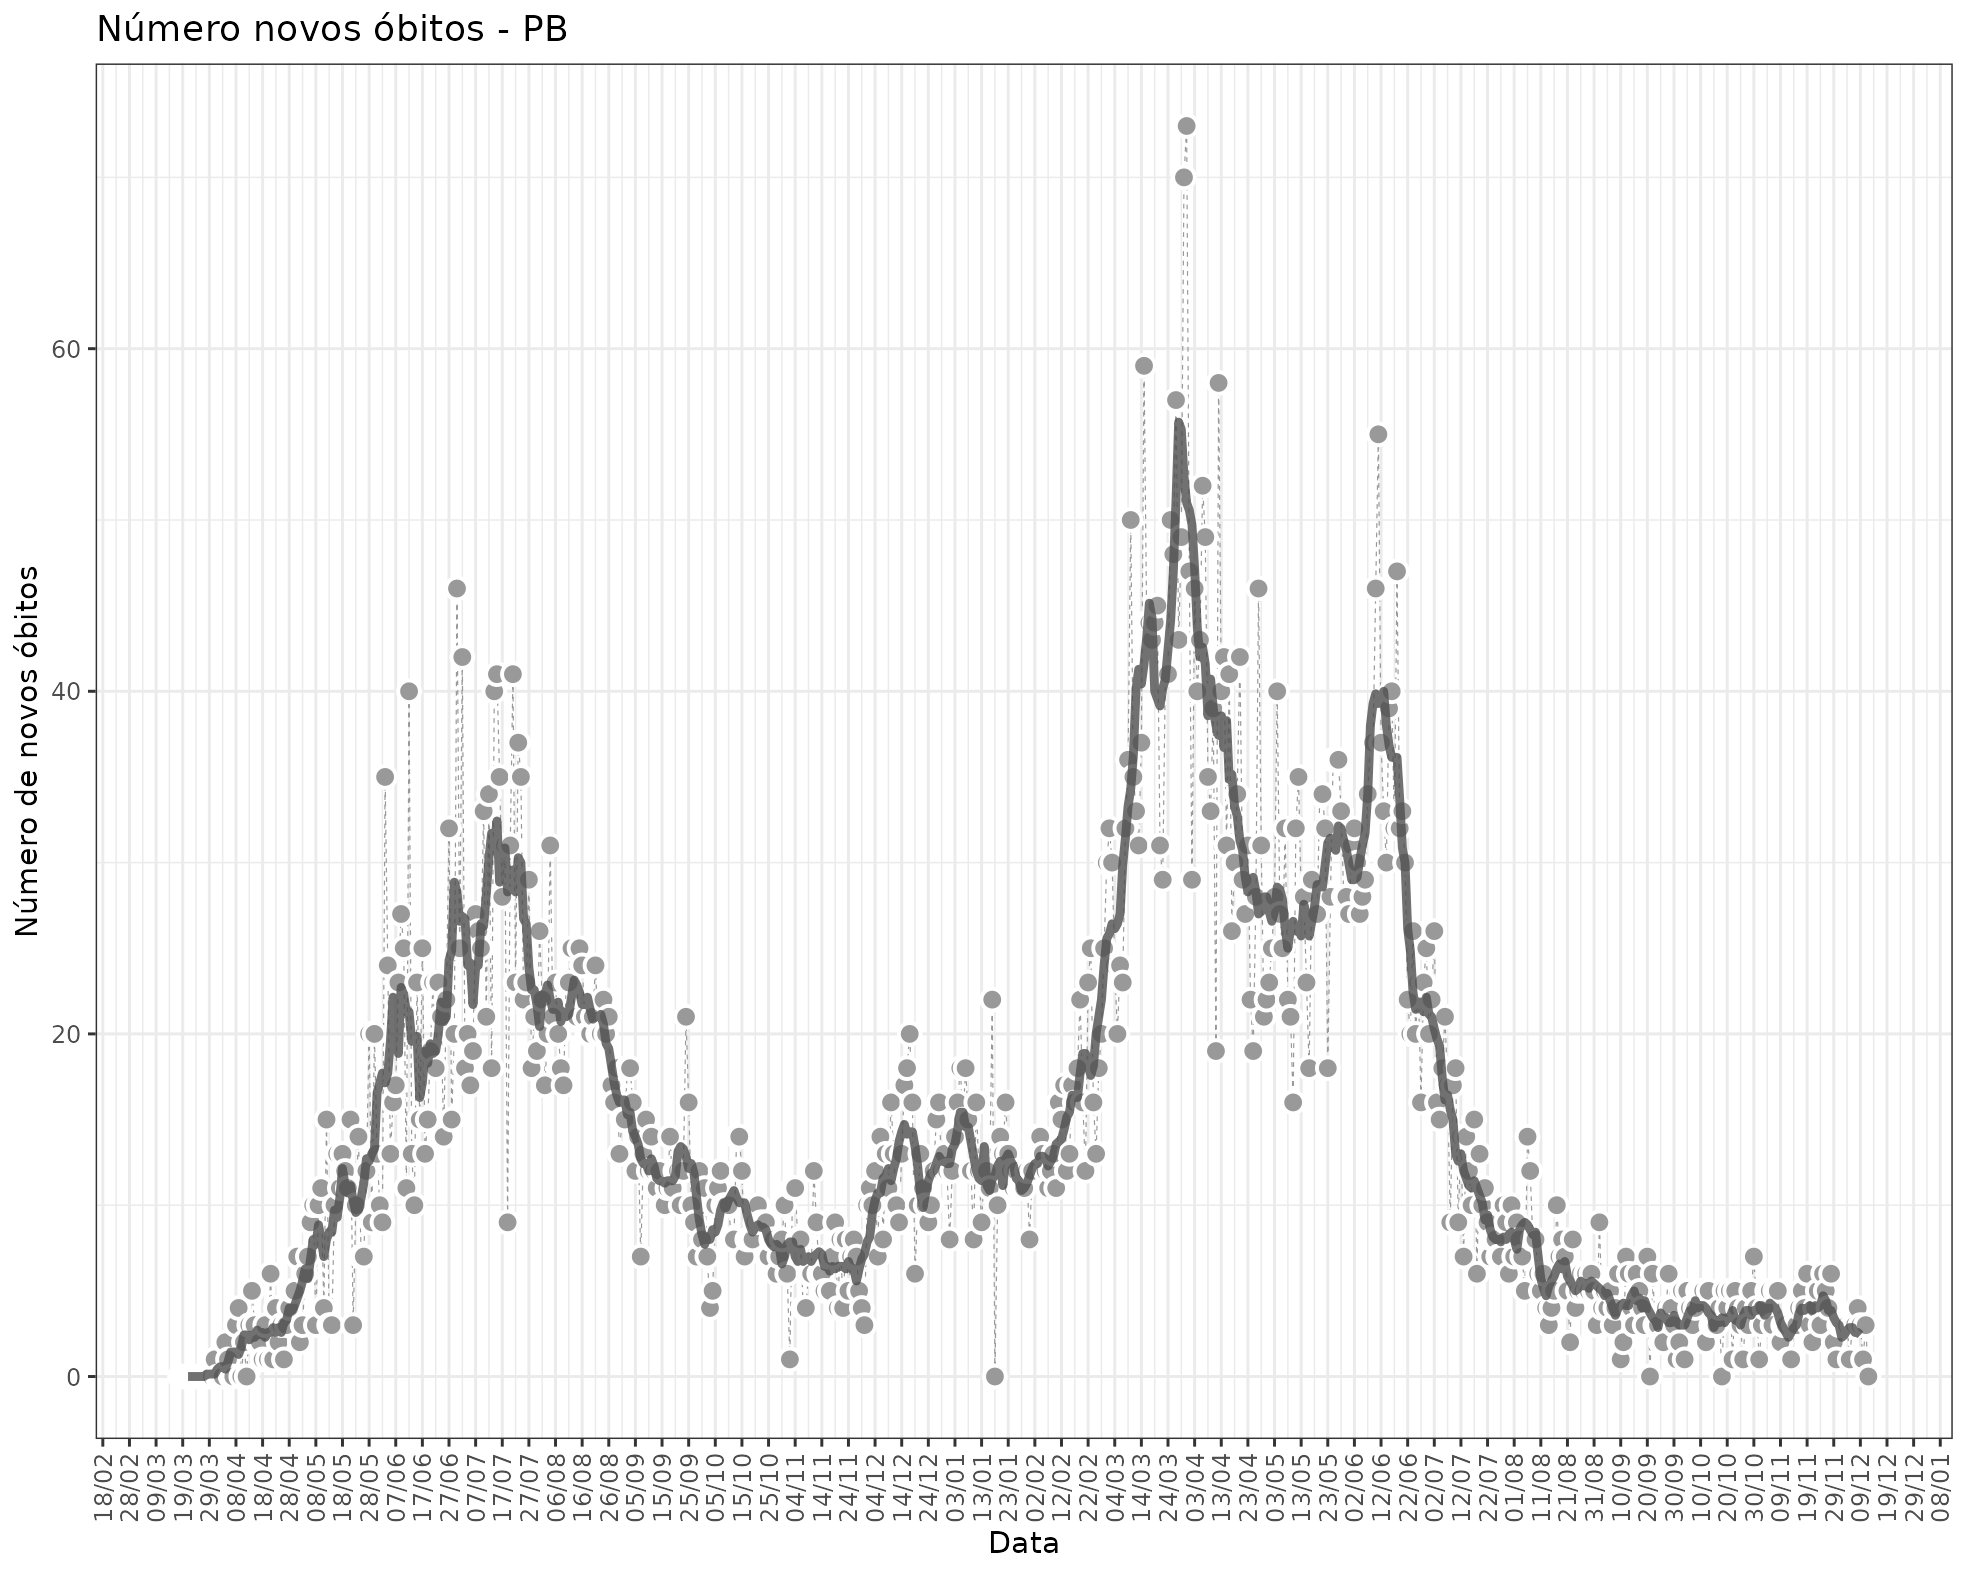 Número novos óbitos - PB
Número de novos óbitos
60
40
20
0
18/02 28/02 09/03 19/03 29/03 08/04 18/04 28/04 08/05 18/05 28/05 07/06 17/06 27/06 07/07 17/07 27/07 06/08 16/08 26/08 05/09 15/09 25/09 05/10 15/10 25/10 04/11 14/11 24/11 04/12 14/12 24/12 03/01 13/01 23/01 02/02 12/02 22/02 04/03 14/03 24/03 03/04 13/04 23/04 03/05 13/05 23/05 02/06 12/06 22/06 02/07 12/07 22/07 01/08 11/08 21/08 31/08 10/09 20/09 30/09 10/10 20/10 30/10 09/11 19/11 29/11 09/12 19/12 29/12 08/01
Data